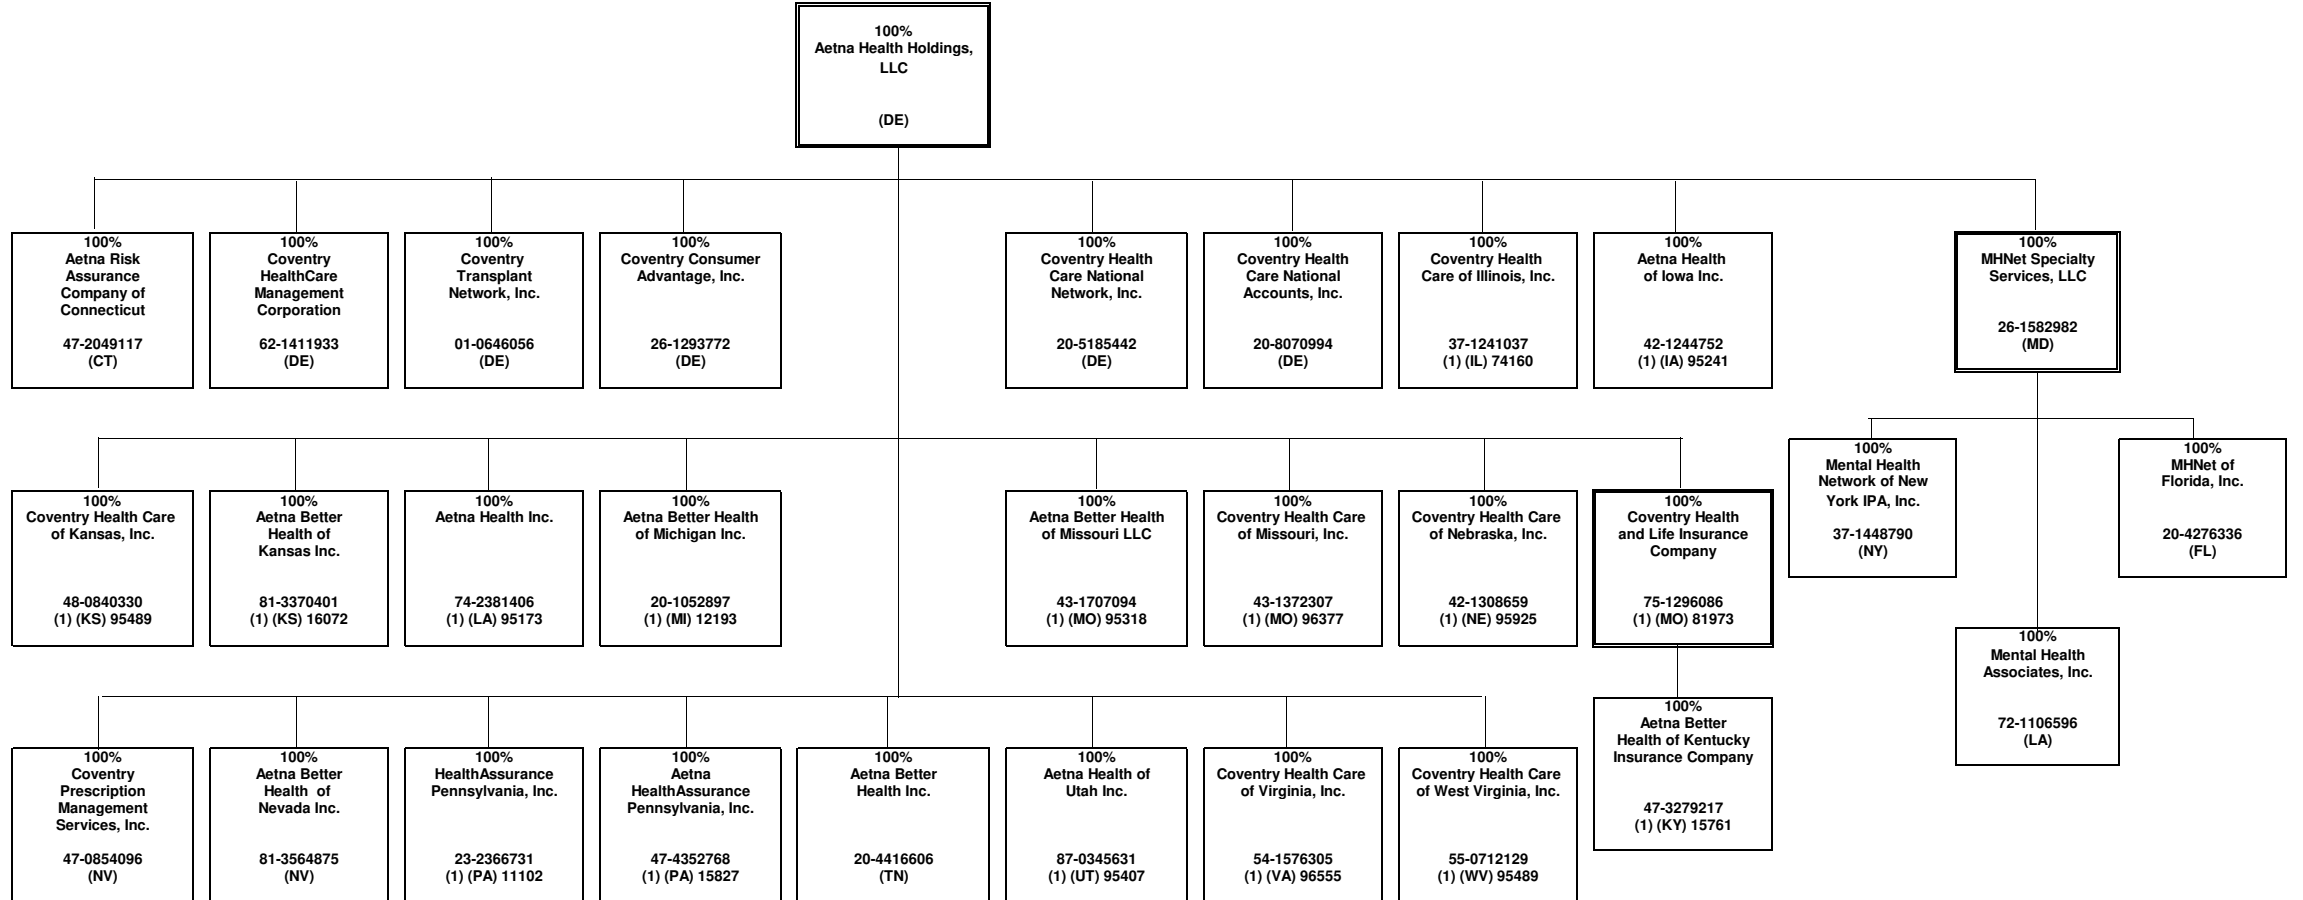 100%
Aetna Health Holdings,
LLC
(DE)
100%
Aetna Risk
Assurance
Company of
Connecticut
47-2049117
(CT)
100%
Coventry
HealthCare
Management
Corporation
62-1411933
(DE)
100%
Coventry
Transplant
Network, Inc.
01-0646056
(DE)
100%
Coventry Consumer
Advantage, Inc.
26-1293772
(DE)
100%
Coventry Health
Care National
Network, Inc.
20-5185442
(DE)
100%
Coventry Health
Care National
Accounts, Inc.
20-8070994
(DE)
100%
Coventry Health
Care of Illinois, Inc.
37-1241037
(1) (IL) 74160
100%
Aetna Health
of Iowa Inc.
42-1244752
(1) (IA) 95241
100%
MHNet Specialty
Services, LLC
26-1582982
(MD)
100%
Mental Health
Network of New
York IPA, Inc.
37-1448790
(NY)
100%
MHNet of
Florida, Inc.
20-4276336
(FL)
100%
Coventry Health Care
of Kansas, Inc.
48-0840330
(1) (KS) 95489
100%
Aetna Better
Health of
Kansas Inc.
81-3370401
(1) (KS) 16072
100%
Aetna Health Inc.
74-2381406
(1) (LA) 95173
100%
Aetna Better Health
of Michigan Inc.
20-1052897
(1) (MI) 12193
100%
Aetna Better Health
of Missouri LLC
43-1707094
(1) (MO) 95318
100%
Coventry Health Care
of Missouri, Inc.
43-1372307
(1) (MO) 96377
100%
Coventry Health Care
of Nebraska, Inc.
42-1308659
(1) (NE) 95925
100%
Coventry Health
and Life Insurance
Company
75-1296086
(1) (MO) 81973
100%
Mental Health
Associates, Inc.
72-1106596
(LA)
100%
Aetna Better
Health of Kentucky
Insurance Company
47-3279217
(1) (KY) 15761
100%
Coventry
Prescription
Management
Services, Inc.
47-0854096
(NV)
100%
Aetna Better
Health of
Nevada Inc.
81-3564875
(NV)
100%
HealthAssurance
Pennsylvania, Inc.
23-2366731
(1) (PA) 11102
100%
Aetna
HealthAssurance
Pennsylvania, Inc.
47-4352768
(1) (PA) 15827
100%
Aetna Better
Health Inc.
20-4416606
(TN)
100%
Aetna Health of
Utah Inc.
87-0345631
(1) (UT) 95407
100%
Coventry Health Care
of Virginia, Inc.
54-1576305
(1) (VA) 96555
100%
Coventry Health Care
of West Virginia, Inc.
55-0712129
(1) (WV) 95489